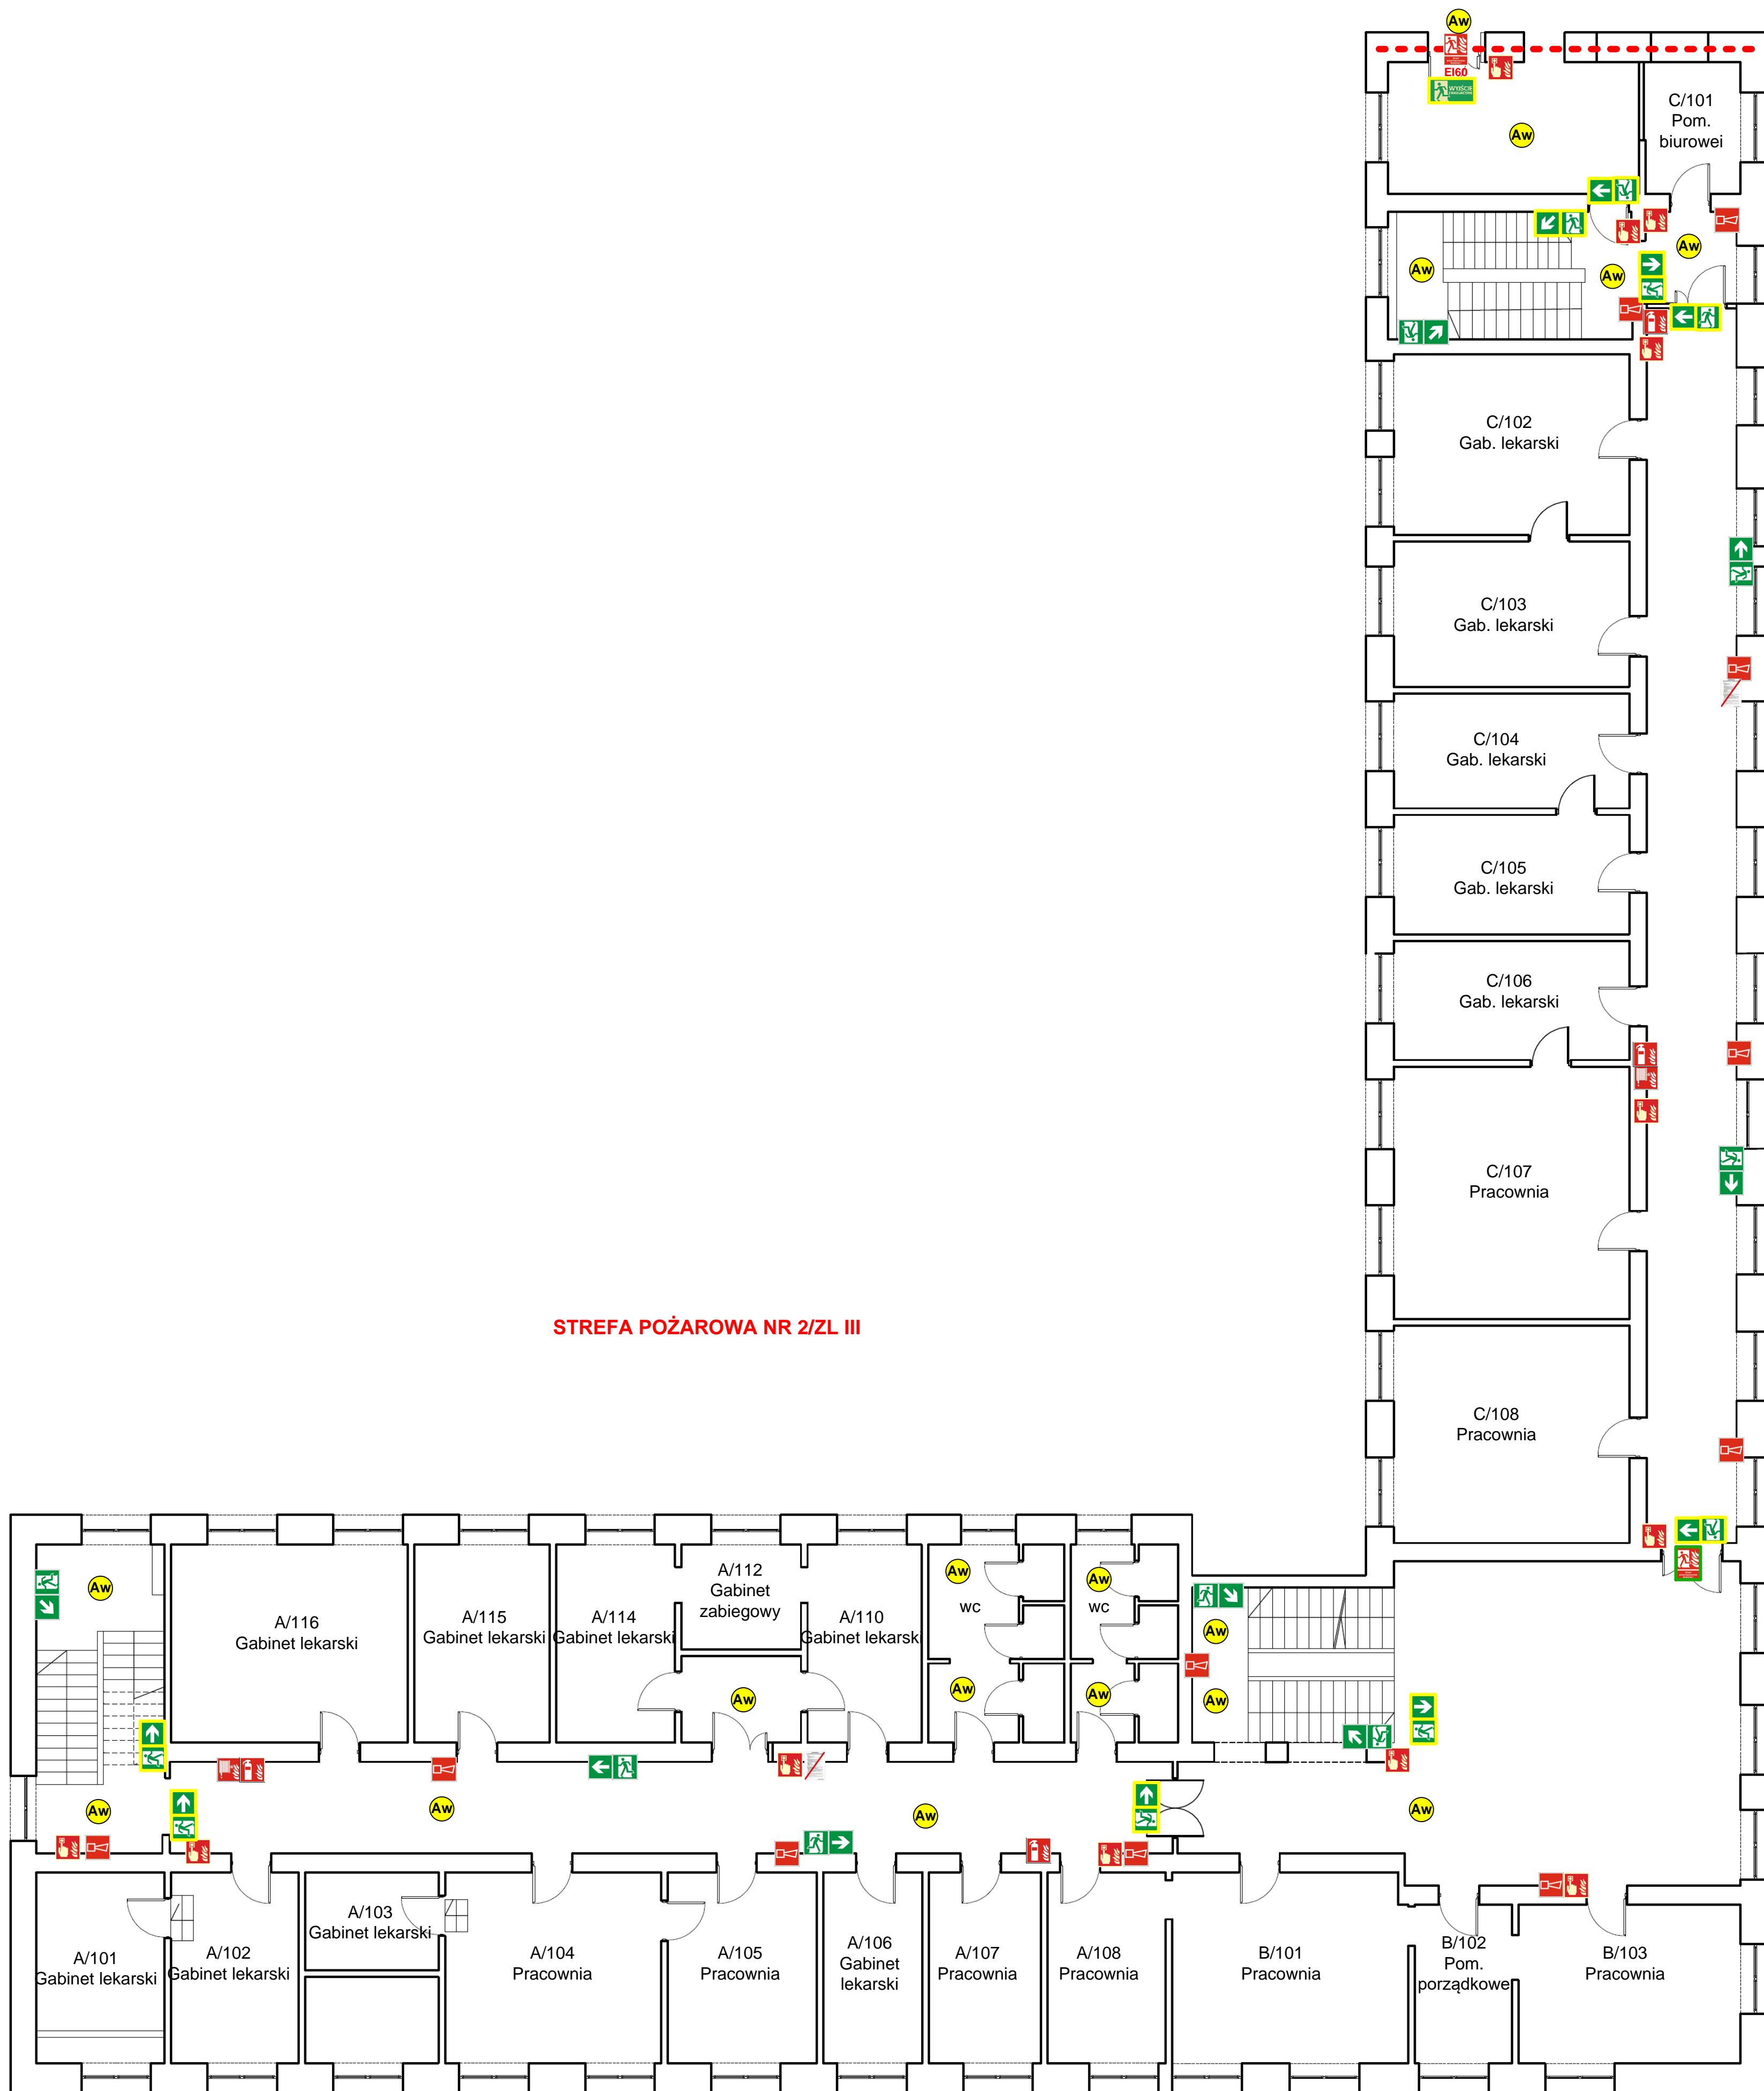 Aw
EI60
WYJŚCIE
EWAKUACYJNE
Aw
C/101
Pom.
biurowei
Aw
Aw
Aw
C/102
Gab. lekarski
C/103
Gab. lekarski
C/104
Gab. lekarski
C/105
Gab. lekarski
C/106
Gab. lekarski
C/107
Pracownia
STREFA POŻAROWA NR 2/ZL III
C/108
Pracownia
Aw
A/116
Gabinet lekarski
A/115
Gabinet lekarski
A/114
Gabinet lekarski
A/112
Gabinet
zabiegowy
A/110
Gabinet lekarski
Aw
wc
Aw
Aw
wc
Aw
Aw
Aw
Aw
Aw
Aw
Aw
Aw
A/101
Gabinet lekarski
A/102
Gabinet lekarski
A/103
Gabinet lekarski
A/104
Pracownia
A/105
Pracownia
A/106
Gabinet
lekarski
A/107
Pracownia
A/108
Pracownia
B/101
Pracownia
B/102
Pom.
porządkowe
B/103
Pracownia